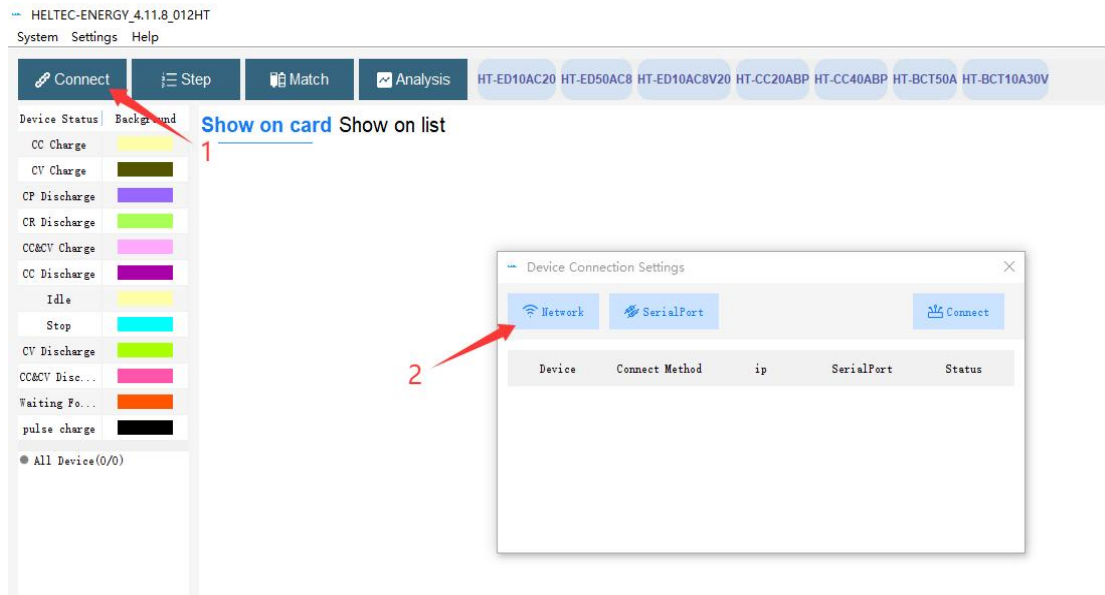 HELTEC-ENERGY_4.11.8_012HT
System Settings Help
Connect Step Match Analysis HT-ED10AC20 HT-ED50AC8 HT-ED10AC8V20 HT-CC20ABP HT-CC40ABP HT-BCT50A HT-BCT10A30V
Device Status Background
Show on card Show on list
1
CC Charge
CV Charge
CP Discharge
CR Discharge
CC&CV Charge
CC Discharge
Idle
Stop
CV Discharge
CC&CV Disc...
Waiting Fo...
pulse charge
All Device(0/0)
Device Connection Settings
Network SerialPort Connect
2
Device Connect Method ip SerialPort Status